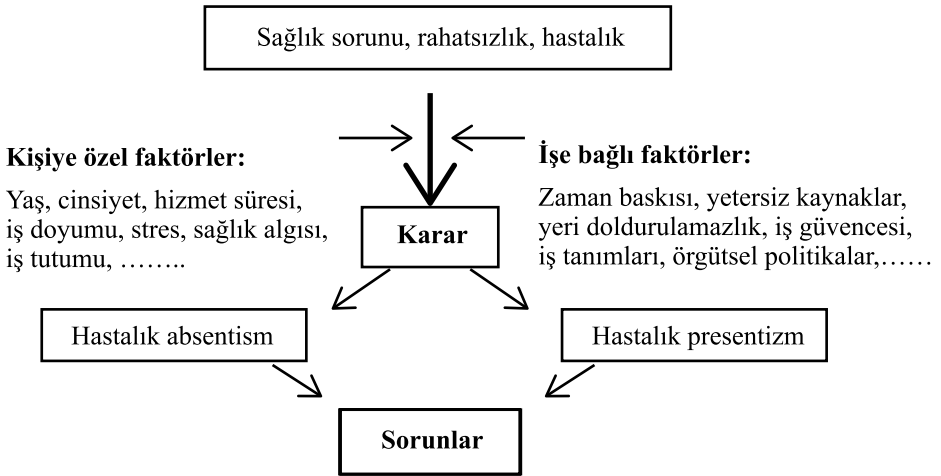 Sağlık sorunu, rahatsızlık, hastalık
Kişiye özel faktörler:
Yaş, cinsiyet, hizmet süresi,
iş doyumu, stres, sağlık algısı,
iş tutumu, ……..
İşe bağlı faktörler:
Zaman baskısı, yetersiz kaynaklar,
yeri doldurulamazlık, iş güvencesi,
iş tanımları, örgütsel politikalar,……
Karar
Hastalık absentism
Hastalık presentizm
Sorunlar